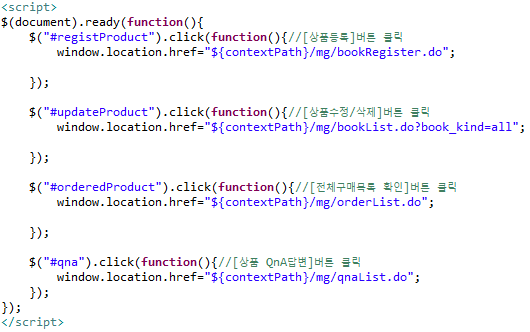 <script>
$(document).ready(function(){
    $("#registProduct").click(function(){//[상품등록]버튼 클릭
        window.location.href="${contextPath}/mg/bookRegister.do";

    });

    $("#updateProduct").click(function(){//[상품수정/삭제]버튼 클릭
        window.location.href="${contextPath}/mg/bookList.do?book_kind=all";

    });

    $("#orderedProduct").click(function(){//[전체구매목록 확인]버튼 클릭
        window.location.href="${contextPath}/mg/orderList.do";

    });

    $("#qna").click(function(){//[상품 QnA답변]버튼 클릭
        window.location.href="${contextPath}/mg/qnaList.do";
    });
});
</script>